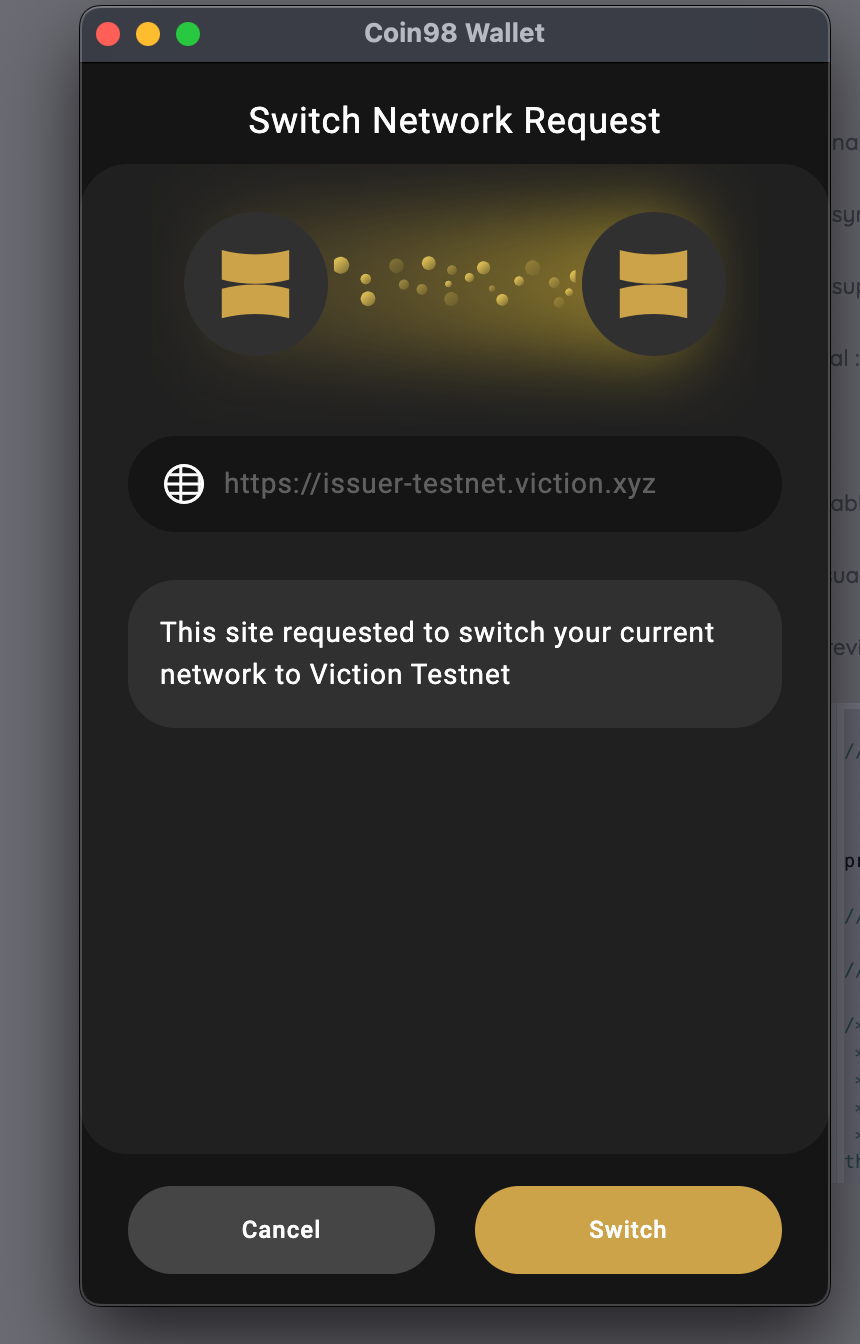 Coin98 Wallet
Switch Network Request
https://issuer-testnet.viction.xyz
This site requested to switch your current
network to Viction Testnet
Cancel
Switch